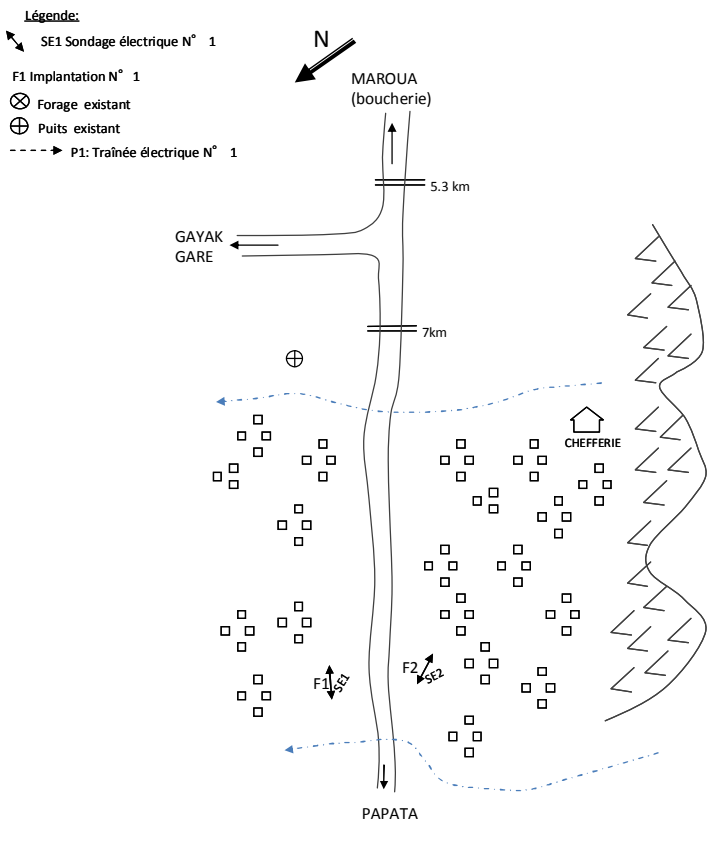 Légende:
SE1 Sondage électrique N° 1
F1 Implantation N° 1
Forage existant
Puits existant
P1: Traînée électrique N° 1
N
MAROUA
(boucherie)
5.3 km
GAYAK
GARE
7km
CHEFFERIE
F1
SE1
F2
SE2
PAPATA